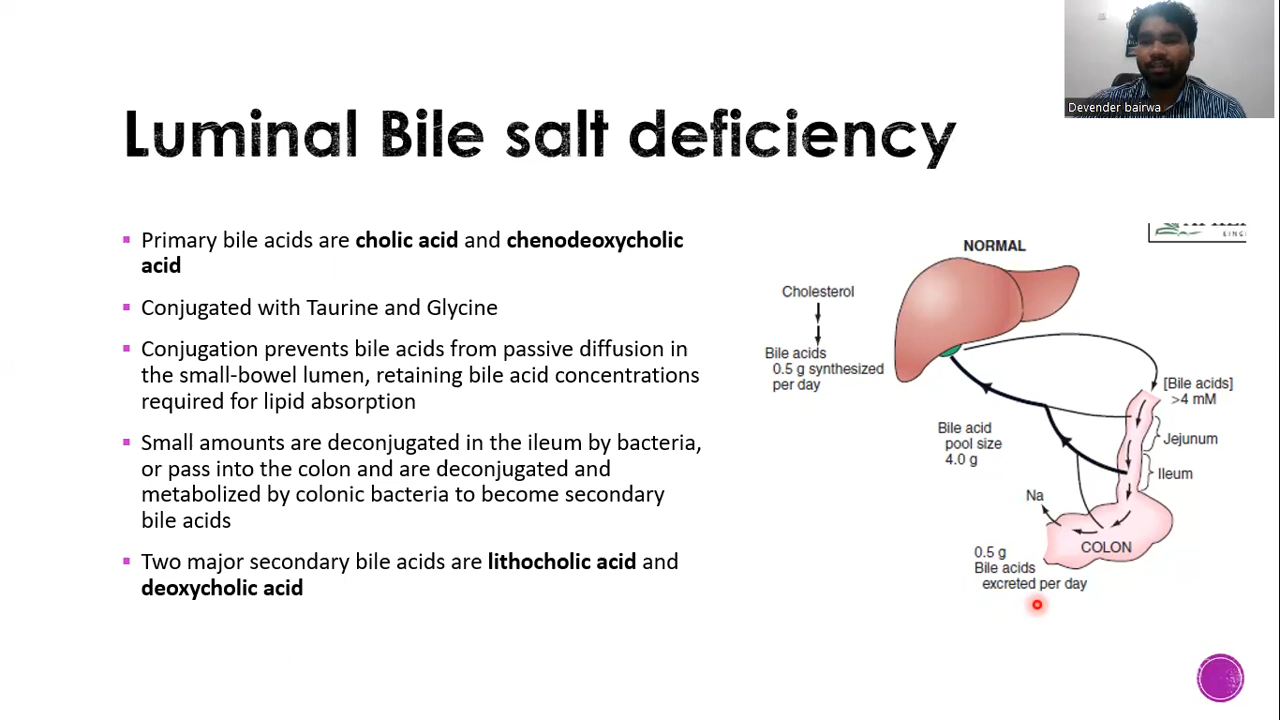 Devender bairwa
Luminal Bile salt deficiency
Primary bile acids are cholic acid and chenodeoxycholic
acid
Conjugated with Taurine and Glycine
Conjugation prevents bile acids from passive diffusion in
the small-bowel lumen, retaining bile acid concentrations
required for lipid absorption
Small amounts are deconjugated in the ileum by bacteria,
or pass into the colon and are deconjugated and
metabolized by colonic bacteria to become secondary
bile acids
Two major secondary bile acids are lithocholic acid and
deoxycholic acid
NORMAL
Cholesterol
Bile acids
0.5 g synthesized
per day
[Bile acids]
>4 mM
Bile acid
pool size
4.0 g
Jejunum
Ileum
Na
COLON
0.5 g
Bile acids
excreted per day